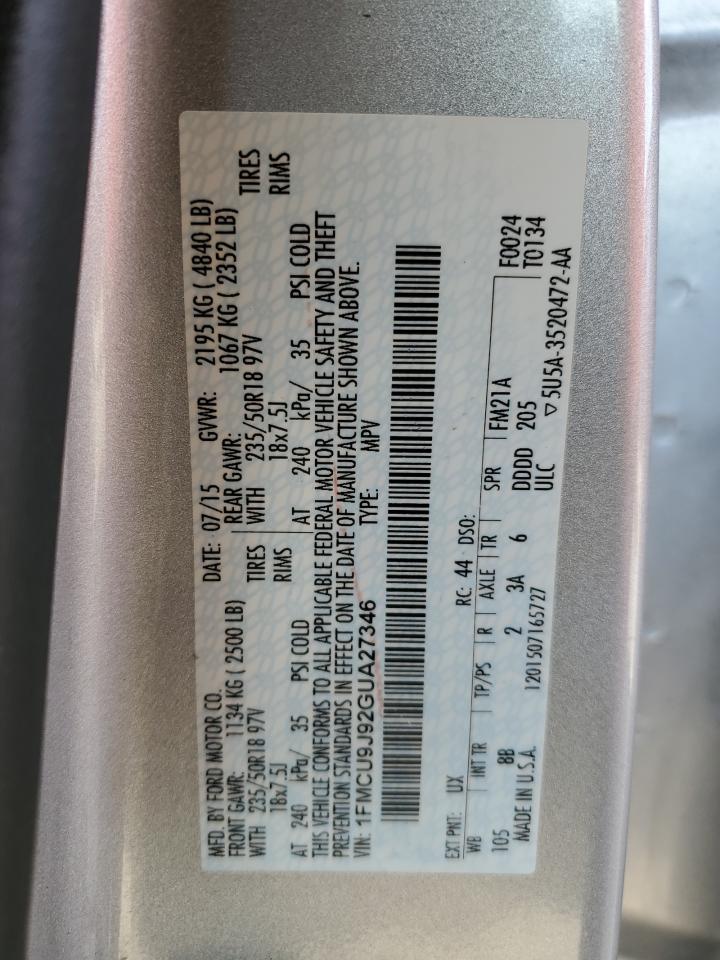 MFD. BY FORD MOTOR CO. DATE: 07/15 GVWR: 2195 KG ( 4840 LB)
FRONT GAWR: 1134 KG ( 2500 LB) REAR GAWR: 1067 KG ( 2352 LB)
WITH 235/50R18 97V TIRES WITH 235/50R18 97V TIRES
18x7.5J RIMS 18x7.5J RIMS
AT 240 kPa/ 35 PSI COLD AT 240 kPa/ 35 PSI COLD
THIS VEHICLE CONFORMS TO ALL APPLICABLE FEDERAL MOTOR VEHICLE SAFETY AND THEFT
PREVENTION STANDARDS IN EFFECT ON THE DATE OF MANUFACTURE SHOWN ABOVE.
VIN: 1FMCU9J92GUA27346 TYPE: MPV
EXT PNT: UX RC: 44 DSO:
WB INT TR TP/PS R AXLE TR SPR FM21A F0024
105 8B 2 3A 6 DDDD 205 T0134
MADE IN U.S.A. 1201507165727 ULC ▽ 5U5A-3520472-AA